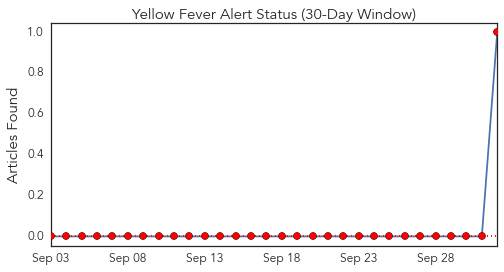 Yellow Fever Alert Status (30-Day Window)
Articles Found
1.0
0.8
0.6
0.4
0.2
0.0
Sep 03 Sep 08 Sep 13 Sep 18 Sep 23 Sep 28